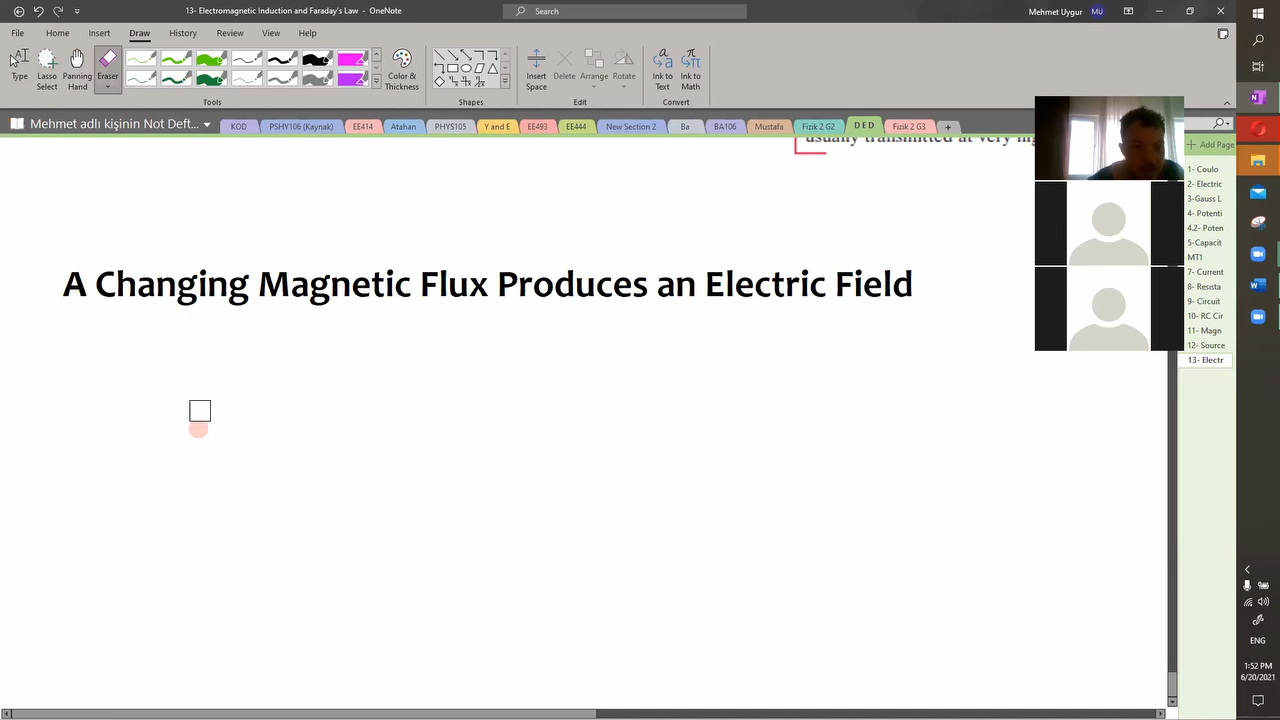 13- Electromagnetic Induction and Faraday's Law - OneNote
Search
Mehmet Uygur MU
File Home Insert Draw History Review View Help
Type Lasso Select Panning Hand Eraser Color & Thickness Insert Space Delete Arrange Rotate Ink to Text Ink to Math
Tools Shapes Edit Convert
Mehmet adlı kişinin Not Deft... KOD PSHY106 (Kaynak) EE414 Atahan PHYS105 Y and E EE493 EE444 New Section 2 Ba BA106 Mustafa Fizik 2 G2 D E D Fizik 2 G3
usually transmitted at very
Add Page
A Changing Magnetic Flux Produces an Electric Field
1- Coulo
2- Electric
3-Gauss L
4- Potenti
4.2- Poten
5-Capacit
MT1
7- Current
8- Resista
9- Circuit
10- RC Cir
11- Magn
12- Source
13- Electr
ENG
1:52 PM
6/20/2021